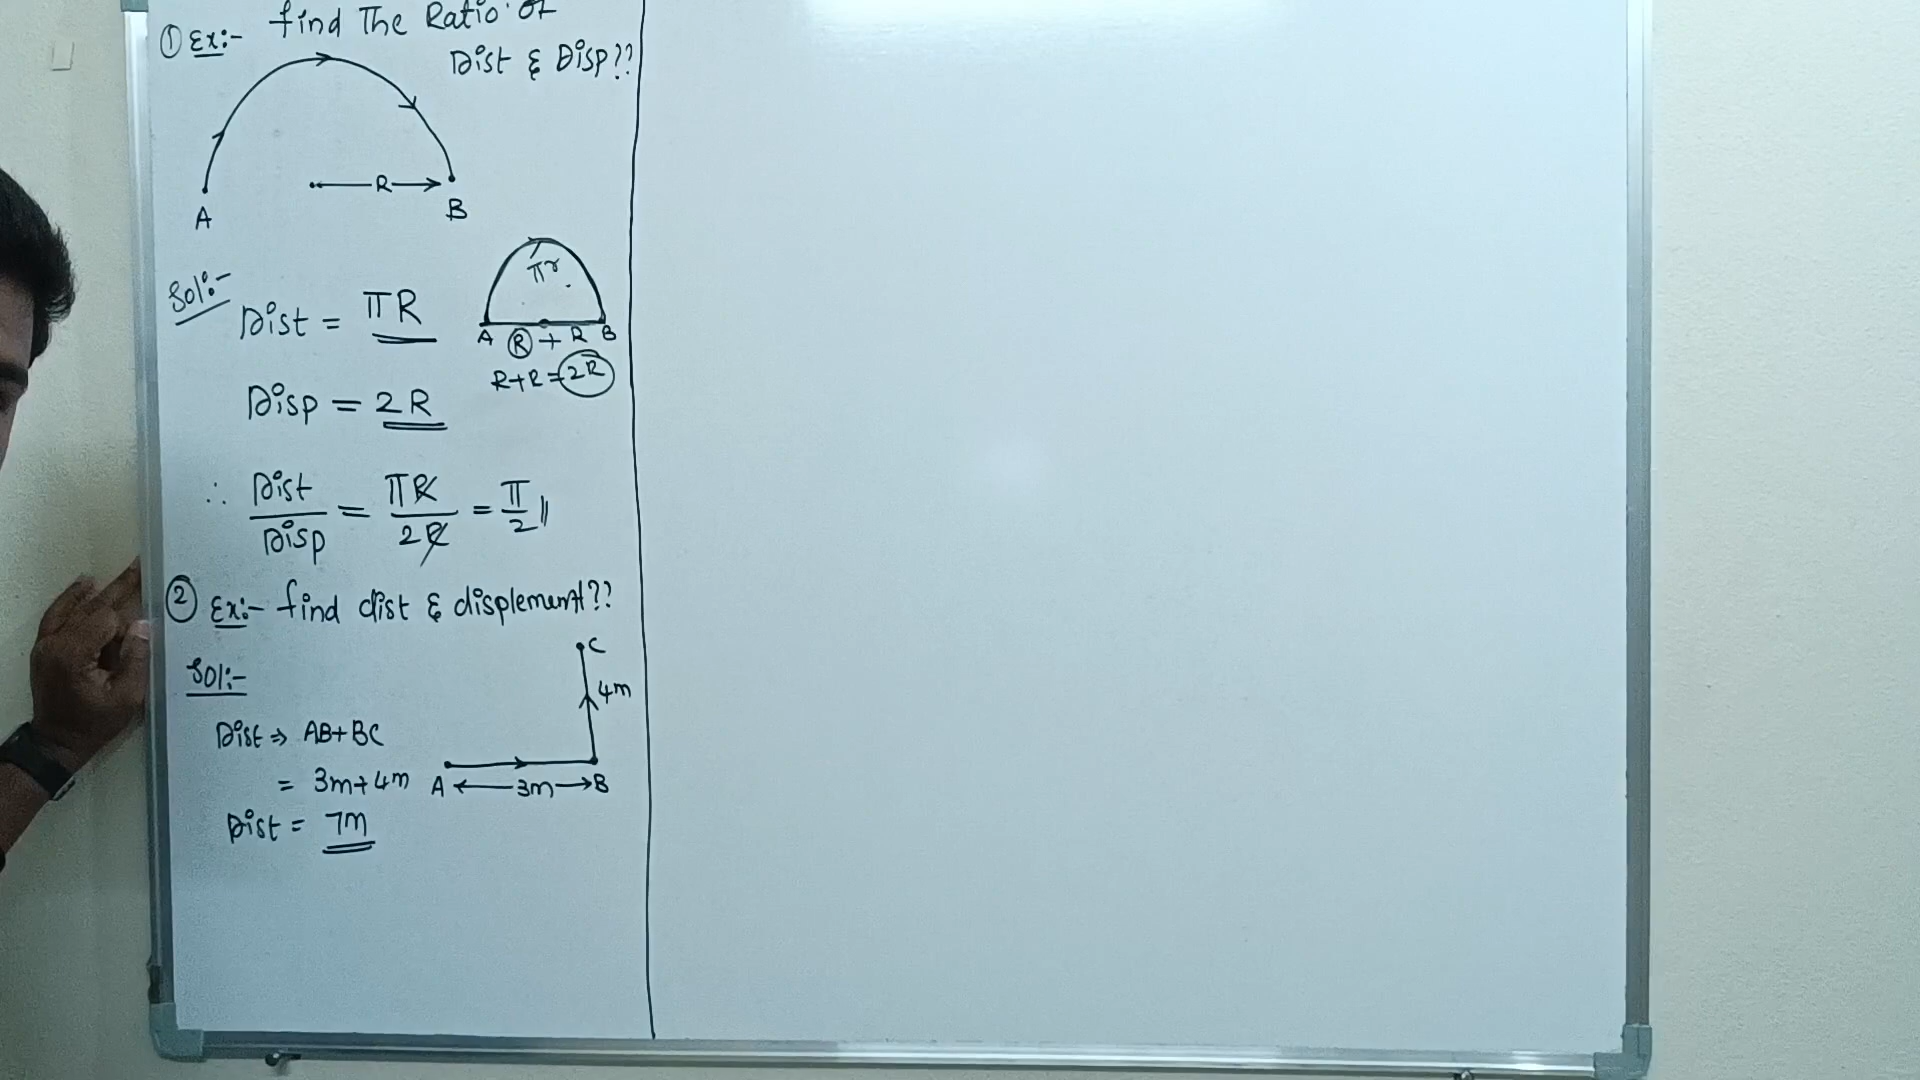 ① Ex:- find The Ratio of
Dist & Disp??
R
A
B
Sol:-
πr
Dist = πR
A R + R B
R+R = 2R
Disp = 2R
∴ Dist/Disp = πR/2R = π/2
② Ex:- find dist & displement??
C
Sol:-
4m
Dist ⇒ AB+BC
= 3m+4m
A 3m B
Dist = 7m